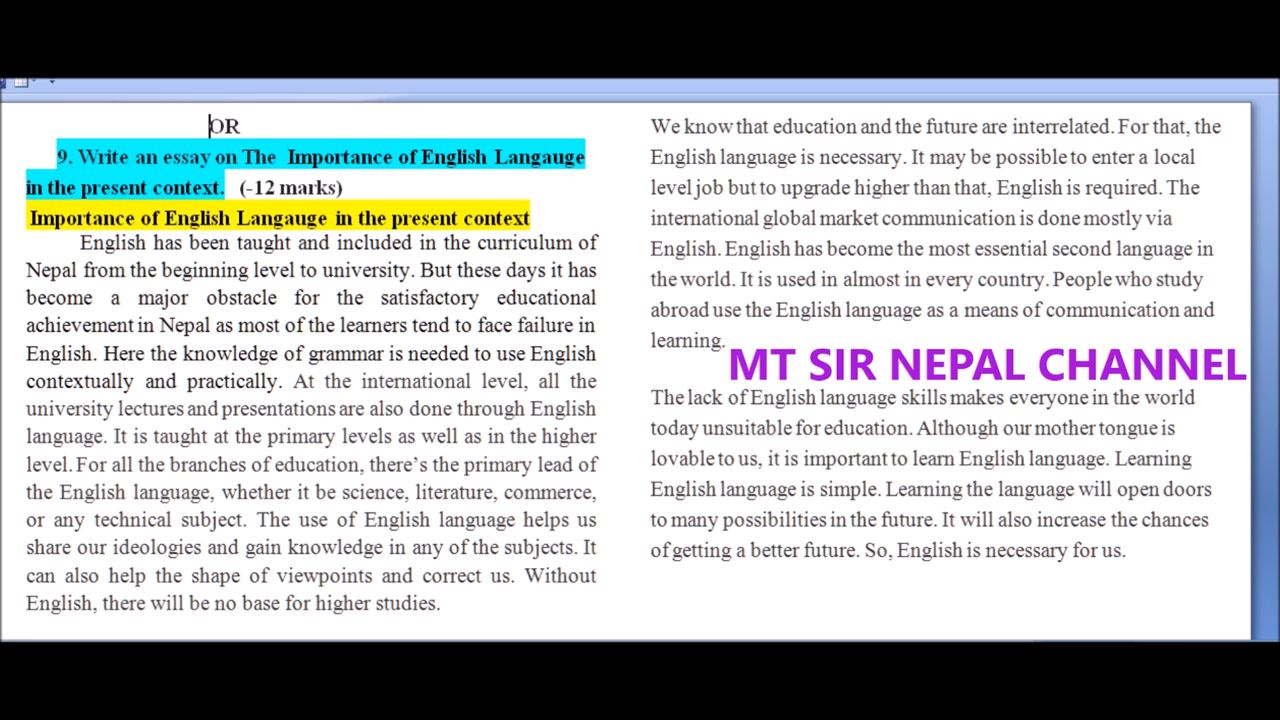 OR
9. Write an essay on The Importance of English Langauge
in the present context. (-12 marks)
Importance of English Langauge in the present context
English has been taught and included in the curriculum of
Nepal from the beginning level to university. But these days it has
become a major obstacle for the satisfactory educational
achievement in Nepal as most of the learners tend to face failure in
English. Here the knowledge of grammar is needed to use English
contextually and practically. At the international level, all the
university lectures and presentations are also done through English
language. It is taught at the primary levels as well as in the higher
level. For all the branches of education, there's the primary lead of
the English language, whether it be science, literature, commerce,
or any technical subject. The use of English language helps us
share our ideologies and gain knowledge in any of the subjects. It
can also help the shape of viewpoints and correct us. Without
English, there will be no base for higher studies.
We know that education and the future are interrelated. For that, the
English language is necessary. It may be possible to enter a local
level job but to upgrade higher than that, English is required. The
international global market communication is done mostly via
English. English has become the most essential second language in
the world. It is used in almost in every country. People who study
abroad use the English language as a means of communication and
learning.
MT SIR NEPAL CHANNEL
The lack of English language skills makes everyone in the world
today unsuitable for education. Although our mother tongue is
lovable to us, it is important to learn English language. Learning
English language is simple. Learning the language will open doors
to many possibilities in the future. It will also increase the chances
of getting a better future. So, English is necessary for us.